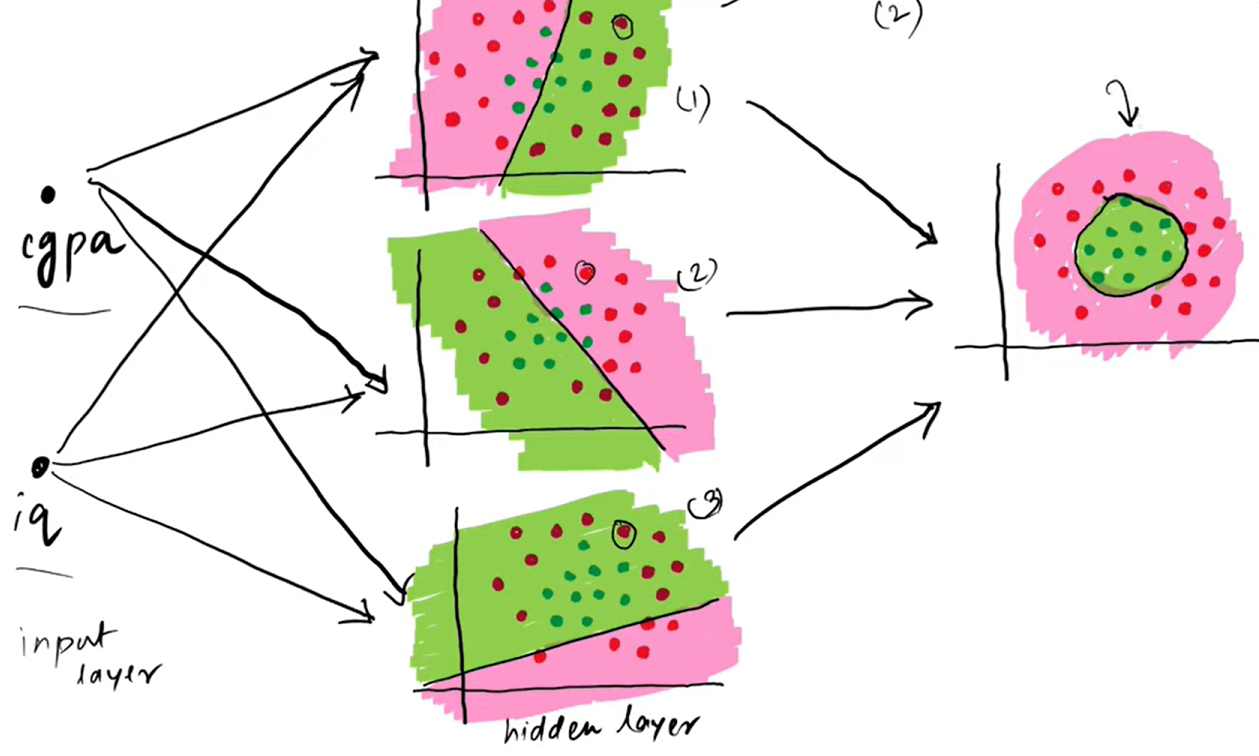 (2)
(1)
cgpa
(2)
iq
(3)
input
layer
hidden layer